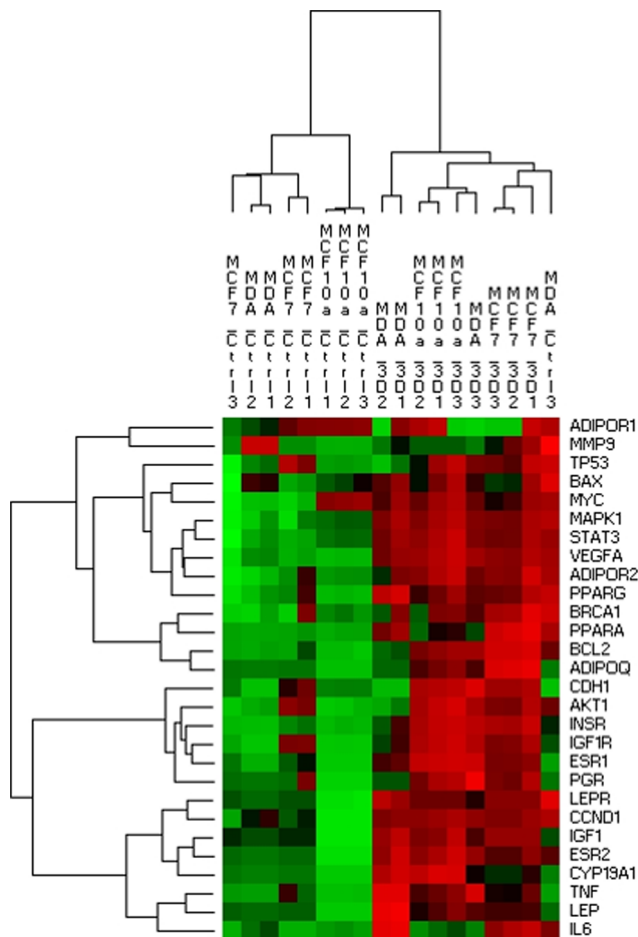 MCF7_Ctrl3
MDA_Ctrl2
MDA_Ctrl1
MCF7_Ctrl2
MCF7_Ctrl1
MCF10a_Ctrl1
MCF10a_Ctrl2
MCF10a_Ctrl3
MDA_3D2
MDA_3D1
MCF10a_3D2
MCF10a_3D1
MCF10a_3D3
MDA_3D3
MCF7_3D3
MCF7_3D2
MCF7_3D1
MDA_Ctrl3
ADIPOR1
MMP9
TP53
BAX
MYC
MAPK1
STAT3
VEGFA
ADIPOR2
PPARG
BRCA1
PPARA
BCL2
ADIPOQ
CDH1
AKT1
INSR
IGF1R
ESR1
PGR
LEPR
CCND1
IGF1
ESR2
CYP19A1
TNF
LEP
IL6